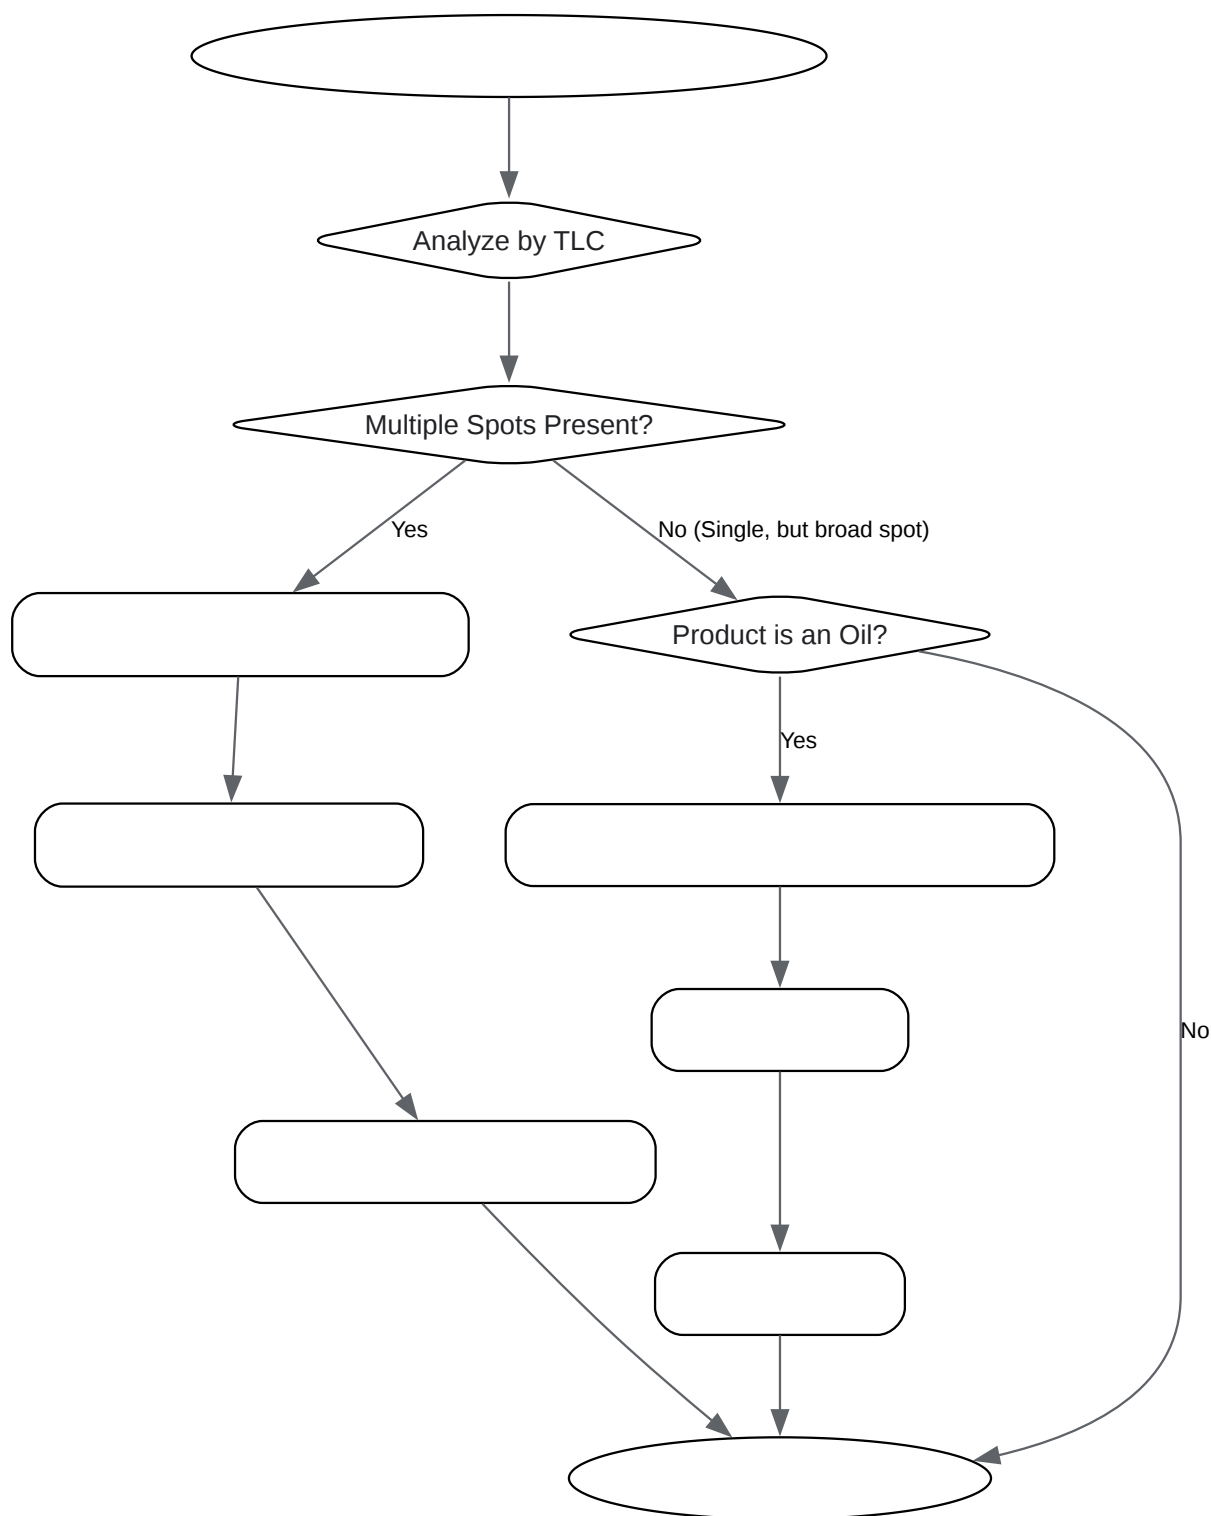 Analyze by TLC
Multiple Spots Present?
Yes
No (Single, but broad spot)
Product is an Oil?
Yes
No